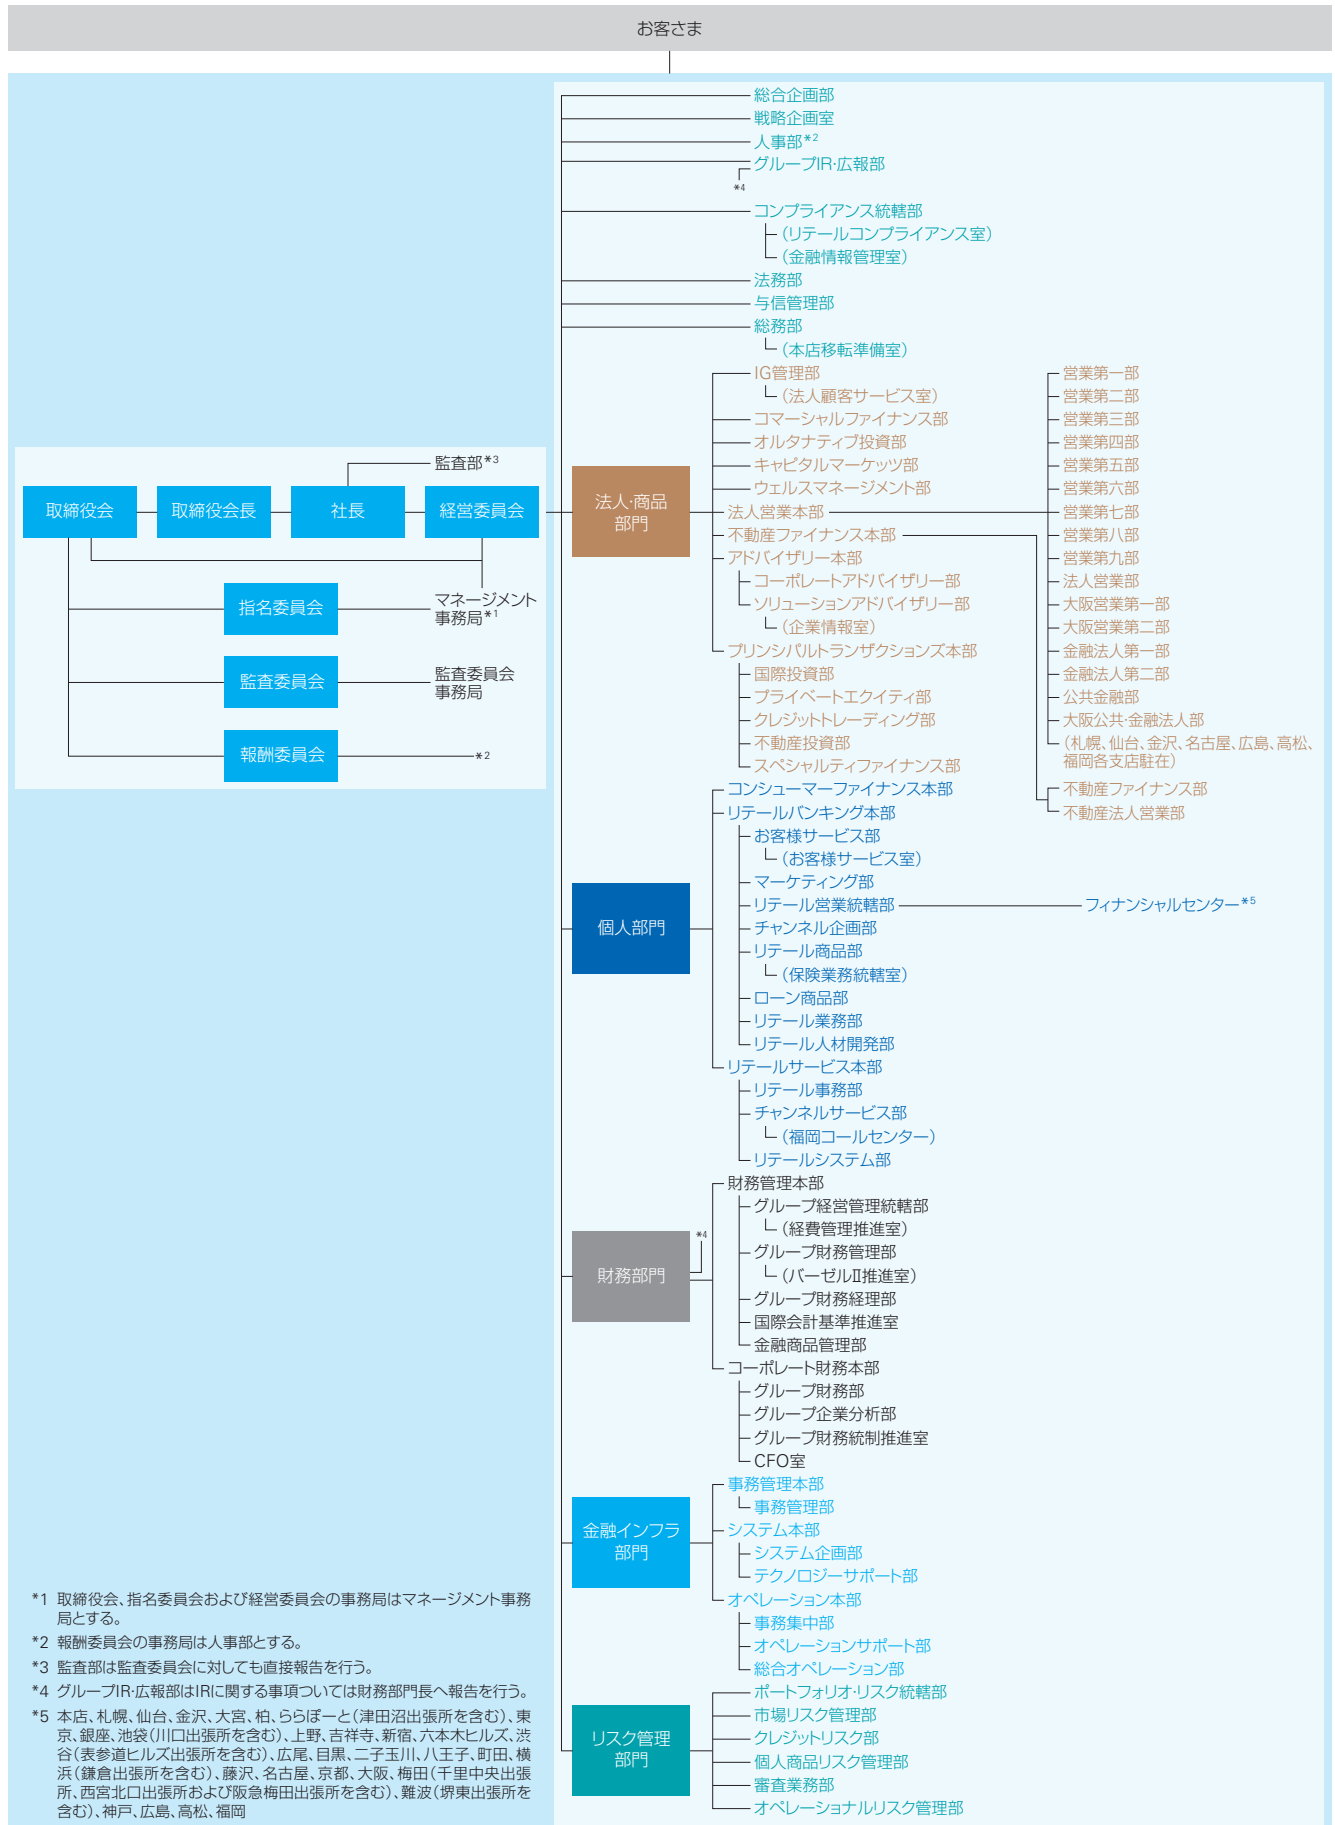 お客さま
総合企画部
戦略企画室
人事部*2
グループIR・広報部
*4
コンプライアンス統轄部
（リテールコンプライアンス室）
（金融情報管理室）
法務部
与信管理部
総務部
（本店移転準備室）
監査部*3
取締役会
取締役会長
社長
経営委員会
指名委員会
マネージメント
事務局*1
監査委員会
監査委員会
事務局
報酬委員会
*2
法人・商品
部門
IG管理部
（法人顧客サービス室）
コマーシャルファイナンス部
オルタナティブ投資部
キャピタルマーケッツ部
ウェルスマネージメント部
法人営業本部
不動産ファイナンス本部
アドバイザリー本部
コーポレートアドバイザリー部
ソリューションアドバイザリー部
（企業情報室）
プリンシパルトランザクションズ本部
国際投資部
プライベートエクイティ部
クレジットトレーディング部
不動産投資部
スペシャルティファイナンス部
営業第一部
営業第二部
営業第三部
営業第四部
営業第五部
営業第六部
営業第七部
営業第八部
営業第九部
法人営業部
大阪営業第一部
大阪営業第二部
金融法人第一部
金融法人第二部
公共金融部
大阪公共・金融法人部
（札幌、仙台、金沢、名古屋、広島、高松、
福岡各支店駐在）
不動産ファイナンス部
不動産法人営業部
個人部門
コンシューマーファイナンス本部
リテールバンキング本部
お客様サービス部
（お客様サービス室）
マーケティング部
リテール営業統轄部
フィナンシャルセンター*5
チャンネル企画部
リテール商品部
（保険業務統轄室）
ローン商品部
リテール業務部
リテール人材開発部
リテールサービス本部
リテール事務部
チャンネルサービス部
（福岡コールセンター）
リテールシステム部
財務部門
*4
財務管理本部
グループ経営管理統轄部
（経費管理推進室）
グループ財務管理部
（バーゼルⅡ推進室）
グループ財務経理部
国際会計基準推進室
金融商品管理部
コーポレート財務本部
グループ財務部
グループ企業分析部
グループ財務統制推進室
CFO室
金融インフラ
部門
事務管理本部
事務管理部
システム本部
システム企画部
テクノロジーサポート部
オペレーション本部
事務集中部
オペレーションサポート部
総合オペレーション部
リスク管理
部門
ポートフォリオ・リスク統轄部
市場リスク管理部
クレジットリスク部
個人商品リスク管理部
審査業務部
オペレーショナルリスク管理部
*1 取締役会、指名委員会および経営委員会の事務局はマネージメント事務
局とする。
*2 報酬委員会の事務局は人事部とする。
*3 監査部は監査委員会に対しても直接報告を行う。
*4 グループIR・広報部はIRに関する事項ついては財務部門長へ報告を行う。
*5 本店、札幌、仙台、金沢、大宮、柏、ららぽーと（津田沼出張所を含む）、東
京、銀座、池袋（川口出張所を含む）、上野、吉祥寺、新宿、六本木ヒルズ、渋
谷（表参道ヒルズ出張所を含む）、広尾、目黒、二子玉川、八王子、町田、横
浜（鎌倉出張所を含む）、藤沢、名古屋、京都、大阪、梅田（千里中央出張
所、西宮北口出張所および阪急梅田出張所を含む）、難波（堺東出張所を
含む）、神戸、広島、高松、福岡